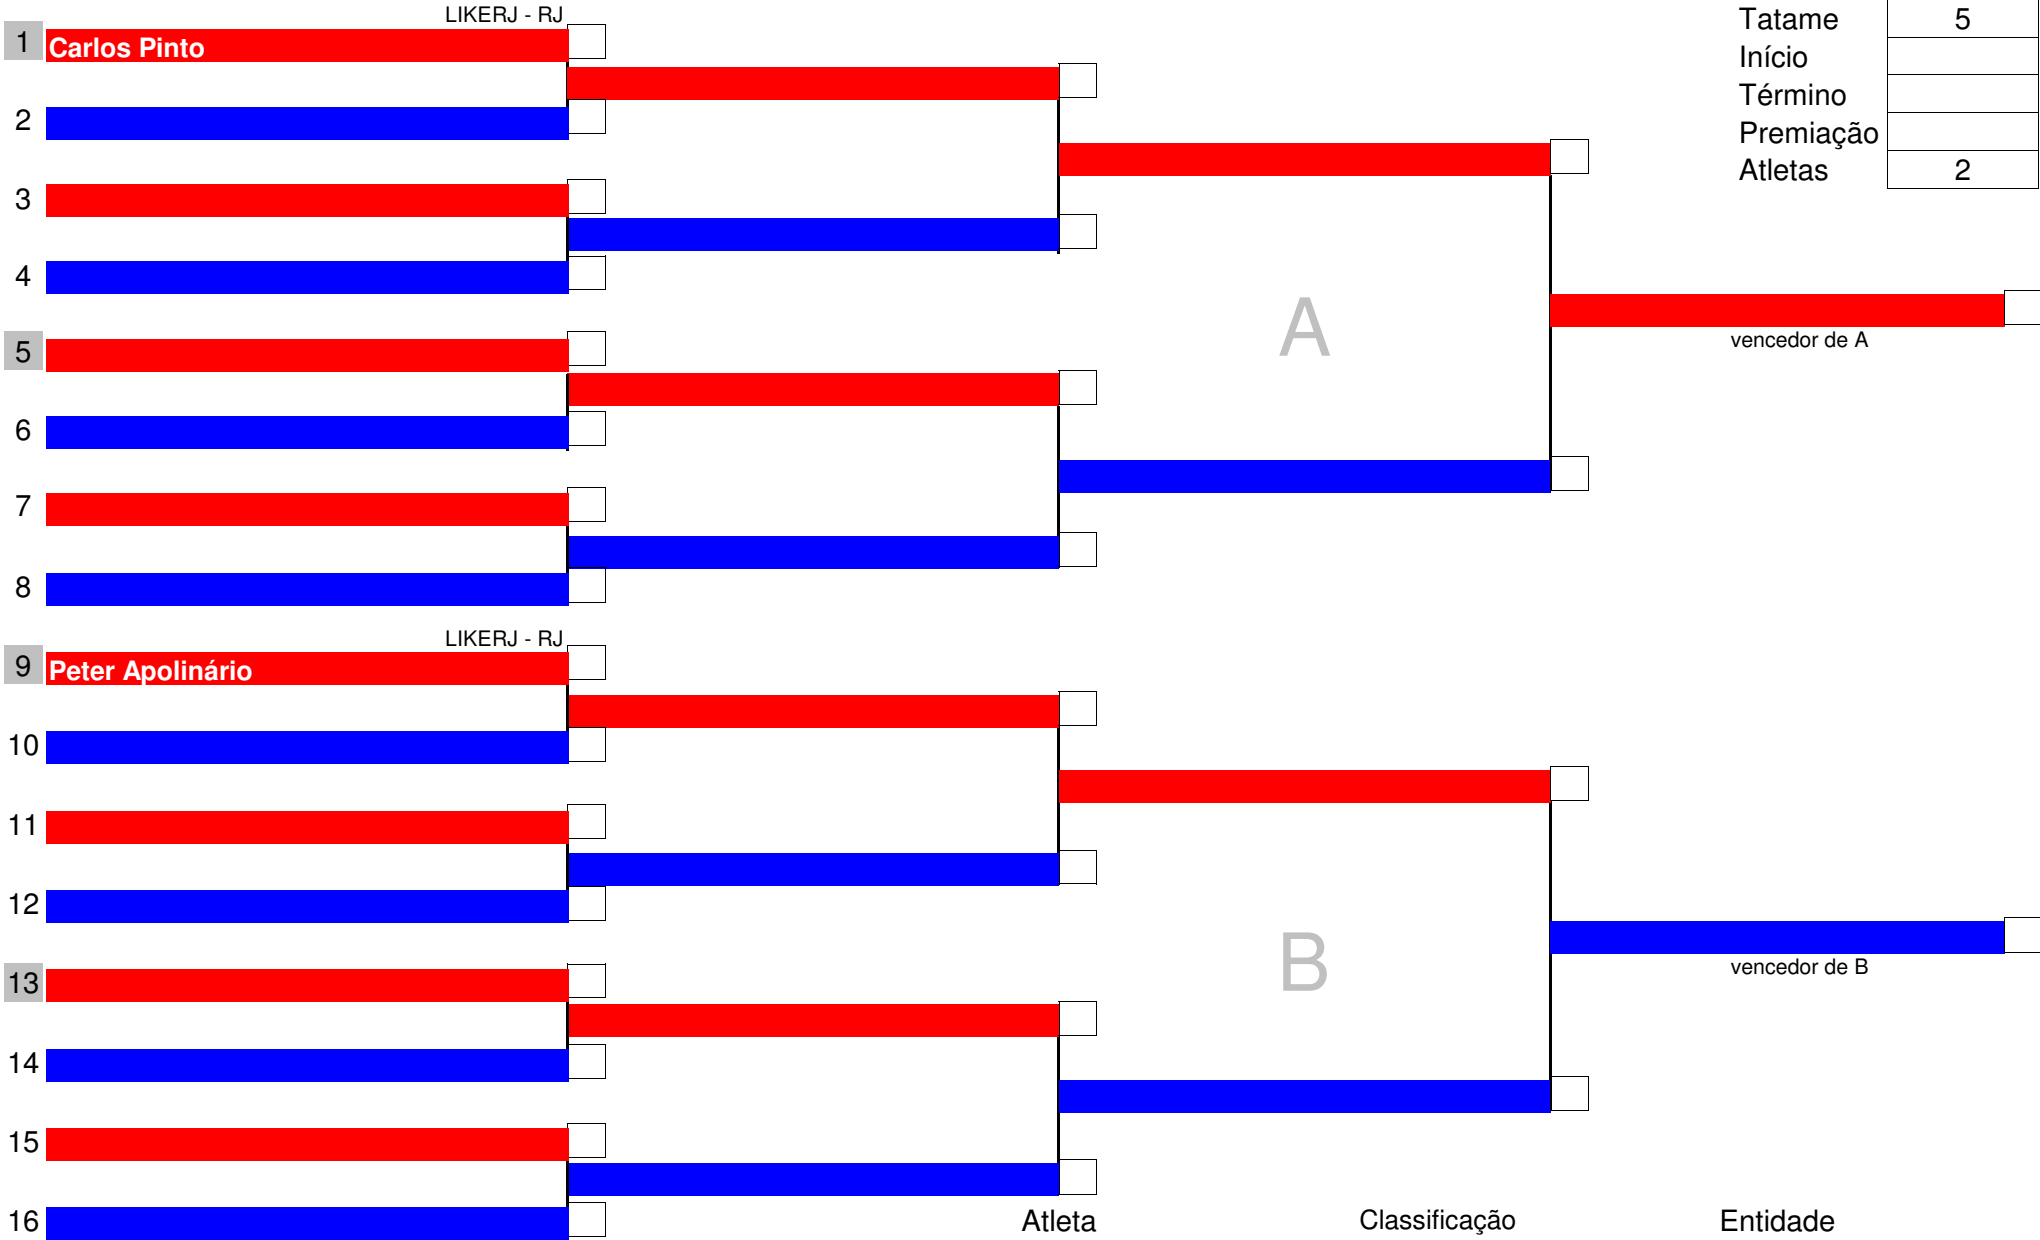 LIKERJ - RJ
1 Carlos Pinto
2
3
4
5
6
7
8
LIKERJ - RJ
9 Peter Apolinário
10
11
12
13
14
15
16
A
B
Tatame 5
Início
Término
Premiação
Atletas 2
vencedor de A
vencedor de B
Atleta Classificação Entidade